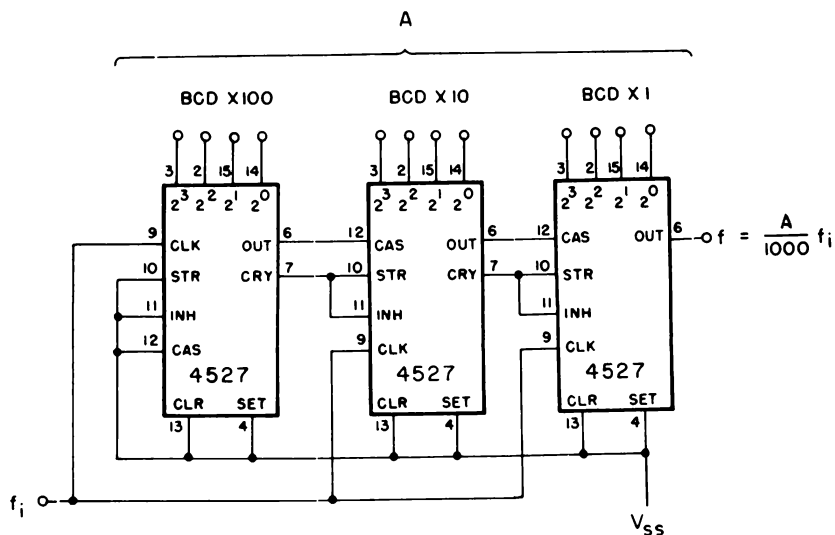 A
BCD X100
BCD X10
BCD X1
3 2 15 14
3 2 15 14
3 2 15 14
2³ 2² 2¹ 2⁰
2³ 2² 2¹ 2⁰
2³ 2² 2¹ 2⁰
9 CLK OUT 6
10 STR CRY 7
11 INH
12 CAS
4527
CLR SET
13 4
12 CAS OUT 6
10 STR CRY 7
11 INH
9 CLK
4527
CLR SET
13 4
12 CAS OUT 6
10 STR
11 INH
9 CLK
4527
CLR SET
13 4
f = A/1000 fi
fi
VSS